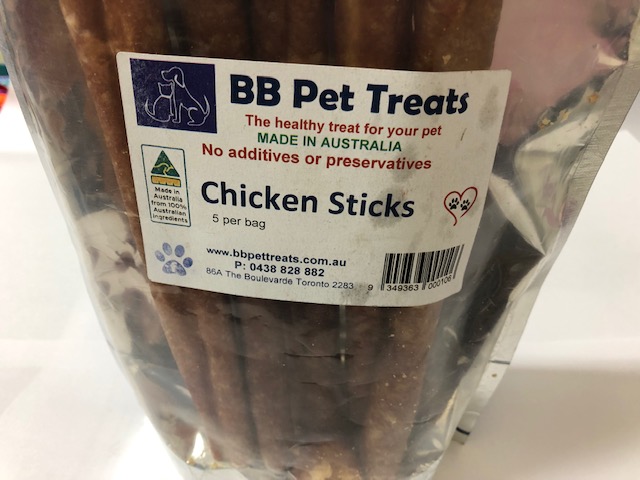 BB Pet Treats
The healthy treat for your pet
MADE IN AUSTRALIA
No additives or preservatives
Made in
Australia
from 100%
Australian
ingredients
Chicken Sticks
5 per bag
www.bbpettreats.com.au
P: 0438 828 882
86A The Boulevarde Toronto 2283
9 349363 000106